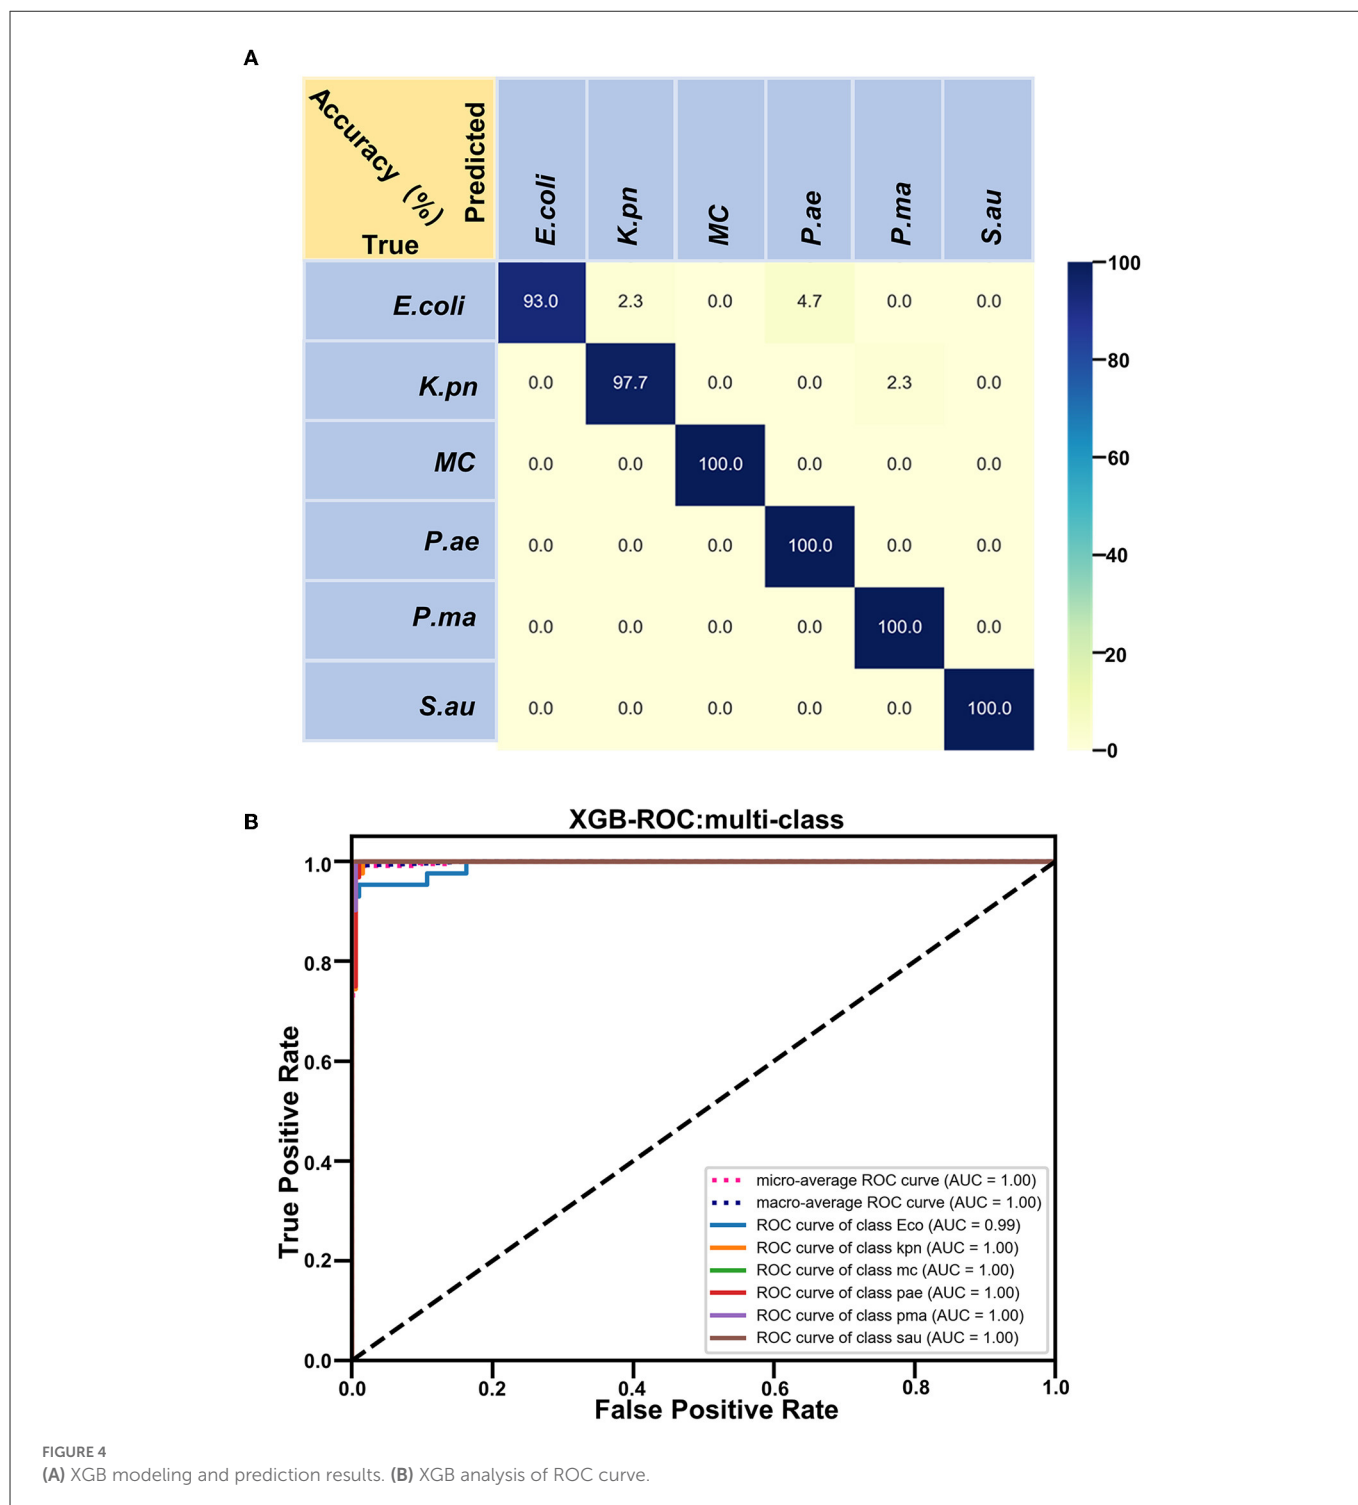 A
Accuracy (%)
Predicted
True
E.coli K.pn MC P.ae P.ma S.au
E.coli 93.0 2.3 0.0 4.7 0.0 0.0
K.pn 0.0 97.7 0.0 0.0 2.3 0.0
MC 0.0 0.0 100.0 0.0 0.0 0.0
P.ae 0.0 0.0 0.0 100.0 0.0 0.0
P.ma 0.0 0.0 0.0 0.0 100.0 0.0
S.au 0.0 0.0 0.0 0.0 0.0 100.0
100
80
60
40
20
0
B
XGB-ROC:multi-class
True Positive Rate
1.0
0.8
0.6
0.4
0.2
0.0
micro-average ROC curve (AUC = 1.00)
macro-average ROC curve (AUC = 1.00)
ROC curve of class Eco (AUC = 0.99)
ROC curve of class kpn (AUC = 1.00)
ROC curve of class mc (AUC = 1.00)
ROC curve of class pae (AUC = 1.00)
ROC curve of class pma (AUC = 1.00)
ROC curve of class sau (AUC = 1.00)
0.0 0.2 0.4 0.6 0.8 1.0
False Positive Rate
FIGURE 4
(A) XGB modeling and prediction results. (B) XGB analysis of ROC curve.